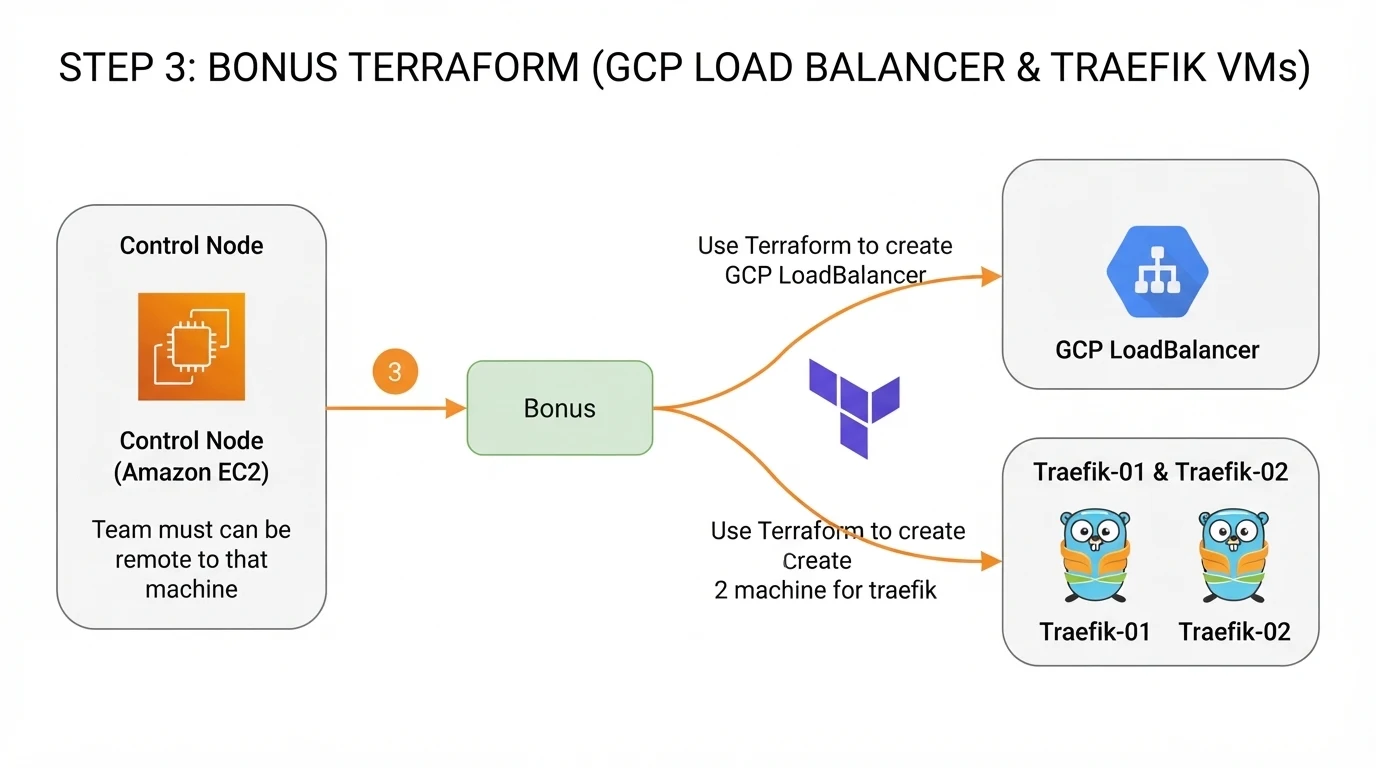 STEP 3: BONUS TERRAFORM (GCP LOAD BALANCER & TRAEFIK VMs)
Control Node
Control Node
(Amazon EC2)
Team must can be
remote to that
machine
3
Bonus
Use Terraform to create
GCP LoadBalancer
Use Terraform to create
Create
2 machine for traefik
GCP LoadBalancer
Traefik-01 & Traefik-02
Traefik-01
Traefik-02